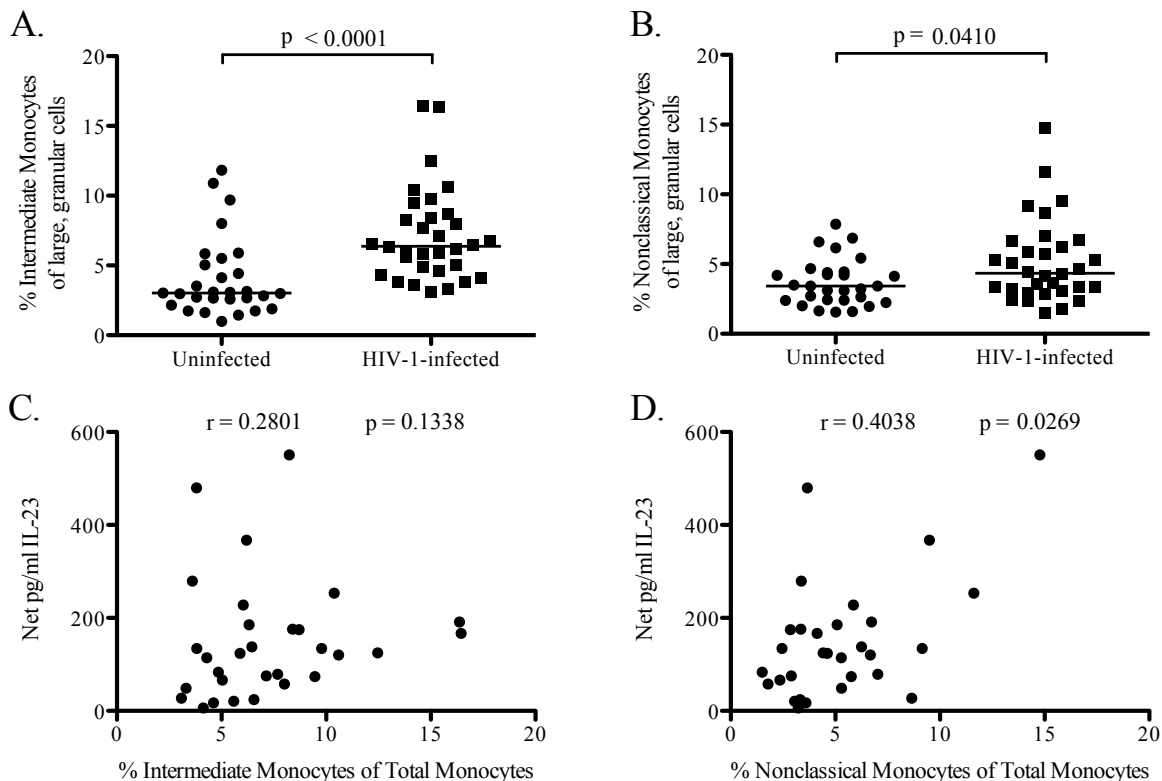 A.
p < 0.0001
20
15
10
5
0
% Intermediate Monocytes
of large, granular cells
Uninfected
HIV-1-infected
B.
p = 0.0410
20
15
10
5
0
% Nonclassical Monocytes
of large, granular cells
Uninfected
HIV-1-infected
C.
r = 0.2801
p = 0.1338
600
400
200
0
Net pg/ml IL-23
0
5
10
15
20
% Intermediate Monocytes of Total Monocytes
D.
r = 0.4038
p = 0.0269
600
400
200
0
Net pg/ml IL-23
0
5
10
15
20
% Nonclassical Monocytes of Total Monocytes